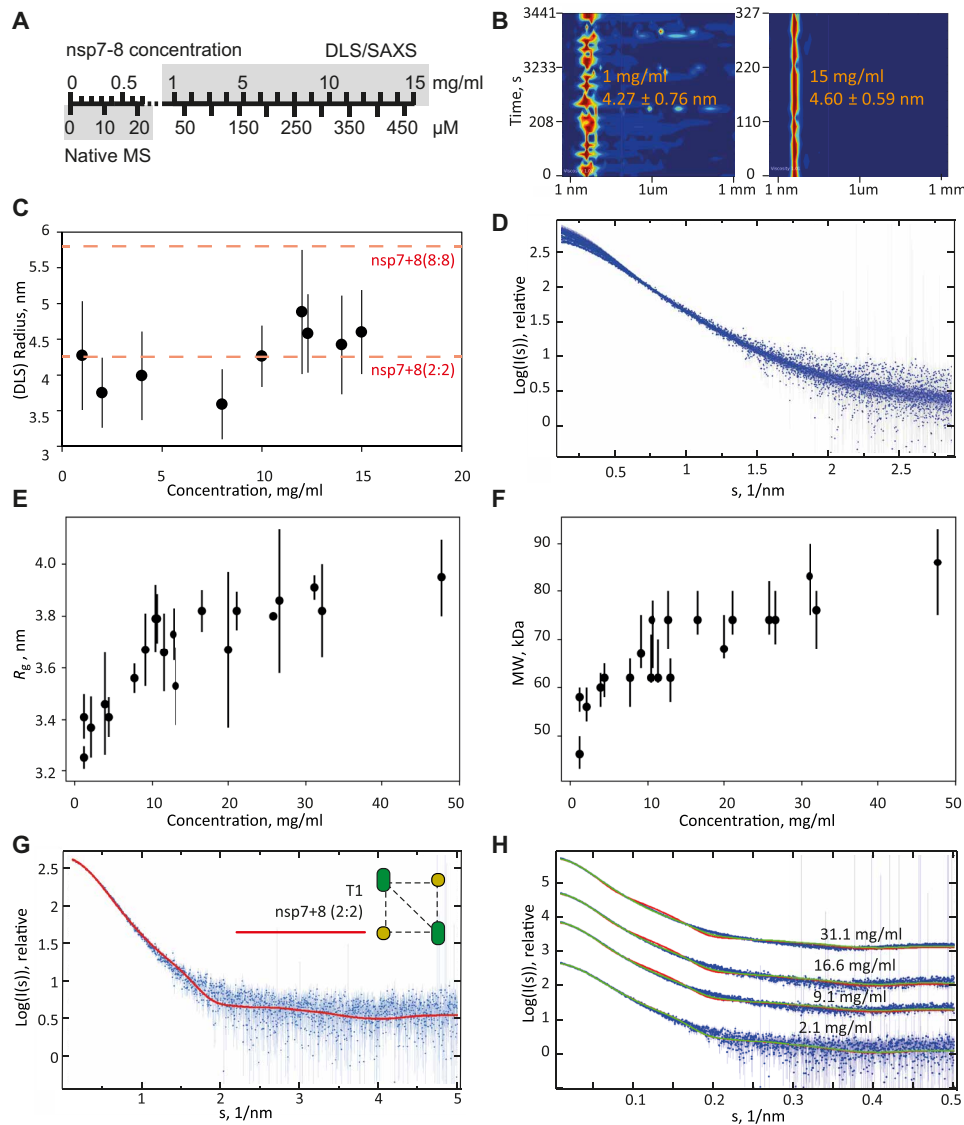 A
nsp7-8 concentration
DLS/SAXS
0 0.5 1 5 10 15 mg/ml
0 10 20 50 150 250 350 450 µM
Native MS
B
3441
3233
208
0
Time, s
1 mg/ml
4.27 ± 0.76 nm
1 nm 1um 1 mm
327
220
110
0
15 mg/ml
4.60 ± 0.59 nm
1 nm 1um 1 mm
C
6
5.5
5
4.5
4
3.5
3
(DLS) Radius, nm
nsp7+8(8:8)
nsp7+8(2:2)
0 5 10 15 20
Concentration, mg/ml
D
2.5
2
1.5
1
0.5
0
Log(I(s)), relative
0.5 1 1.5 2 2.5
s, 1/nm
E
4.0
3.8
3.6
3.4
3.2
Rg, nm
0 10 20 30 40 50
Concentration, mg/ml
F
90
80
70
60
50
MW, kDa
0 10 20 30 40 50
Concentration, mg/ml
G
2.5
2
1.5
1
0.5
0
Log(I(s)), relative
T1
nsp7+8 (2:2)
1 2 3 4 5
s, 1/nm
H
5
4
3
2
1
0
Log(I(s)), relative
31.1 mg/ml
16.6 mg/ml
9.1 mg/ml
2.1 mg/ml
0.1 0.2 0.3 0.4 0.5
s, 1/nm